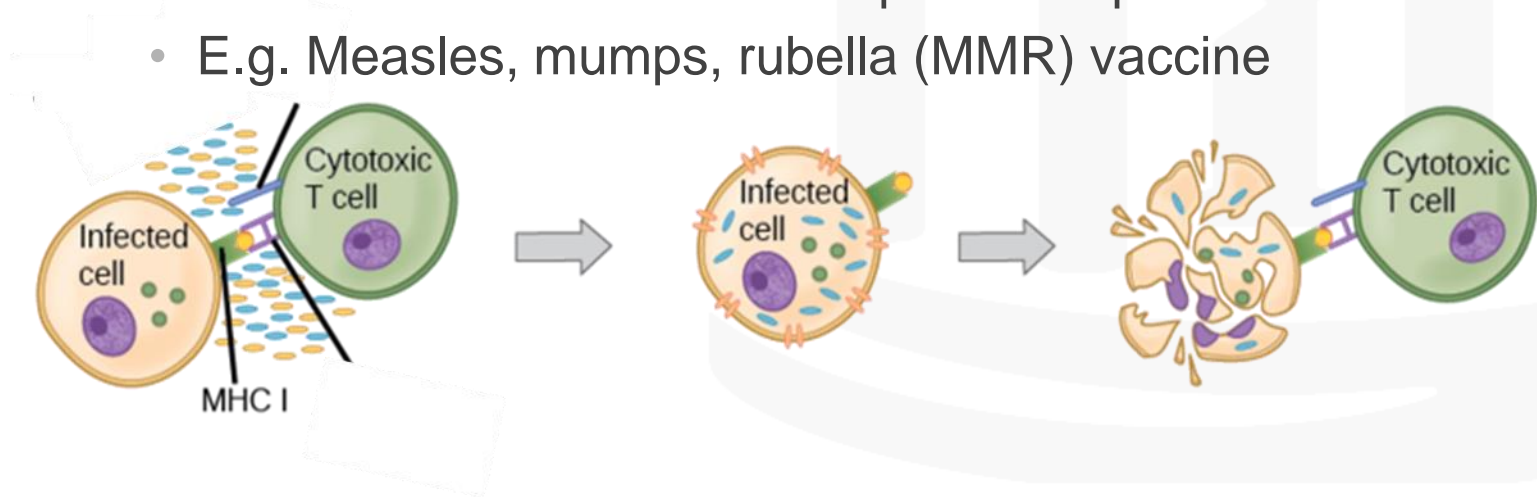 • E.g. Measles, mumps, rubella (MMR) vaccine
Infected
cell
Cytotoxic
T cell
MHC I
Infected
cell
Cytotoxic
T cell